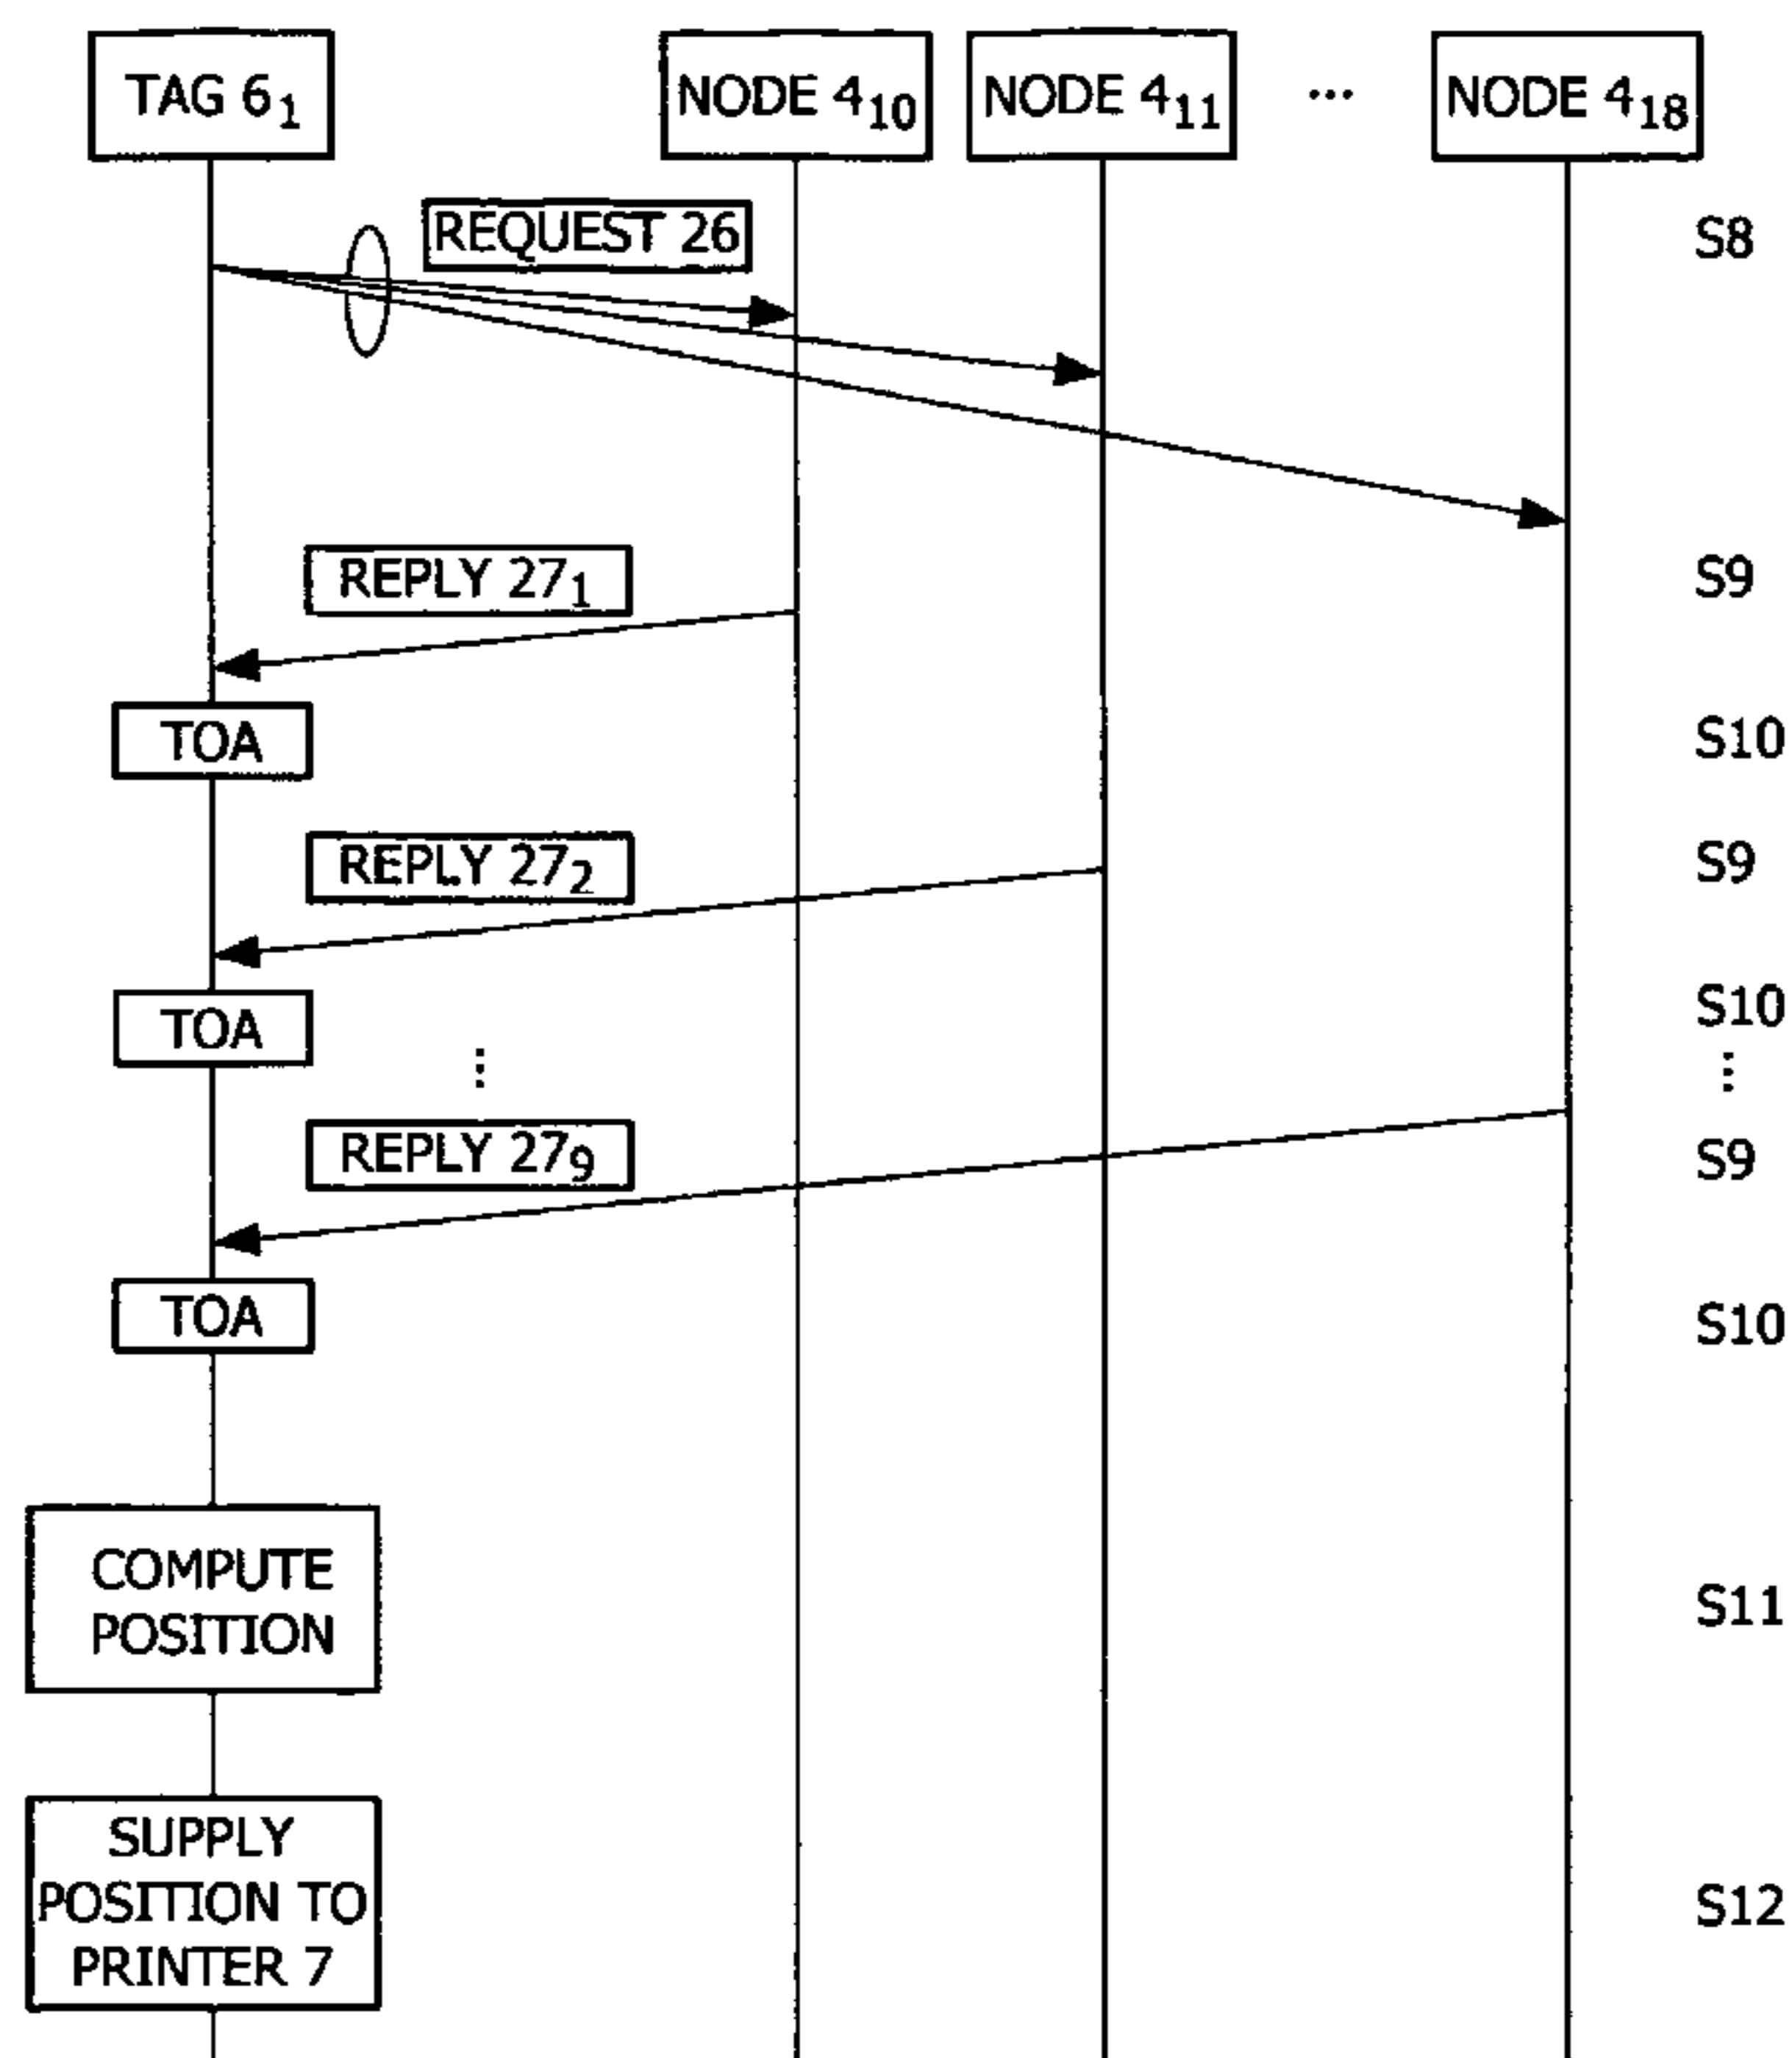 TAG 6₁ NODE 4₁₀ NODE 4₁₁ ... NODE 4₁₈
REQUEST 26 S8
REPLY 27₁ S9
TOA S10
REPLY 27₂ S9
TOA S10
⋮ ⋮
REPLY 27₉ S9
TOA S10
COMPUTE
POSITION S11
SUPPLY
POSITION TO S12
PRINTER 7